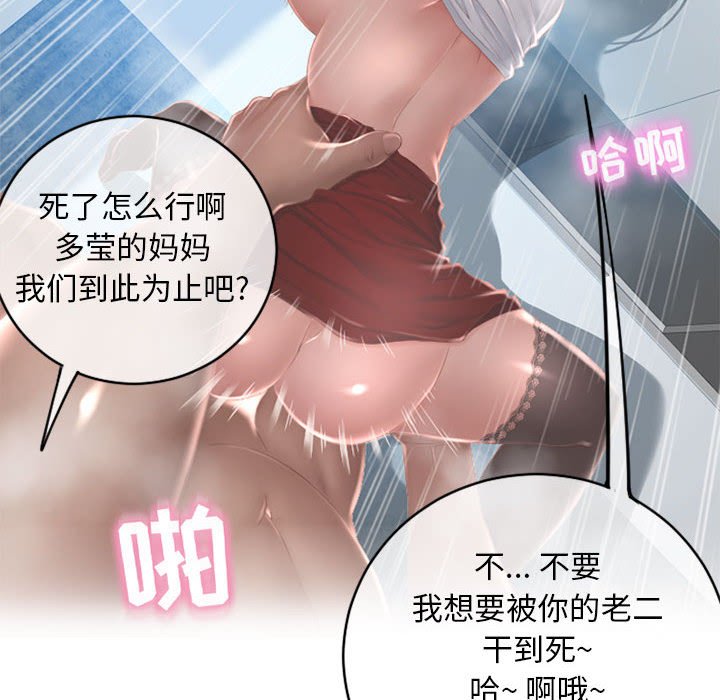 哈啊
死了怎么行啊
多莹的妈妈
我们到此为止吧?
啪
不... 不要
我想要被你的老二
干到死~
哈~ 啊哦~